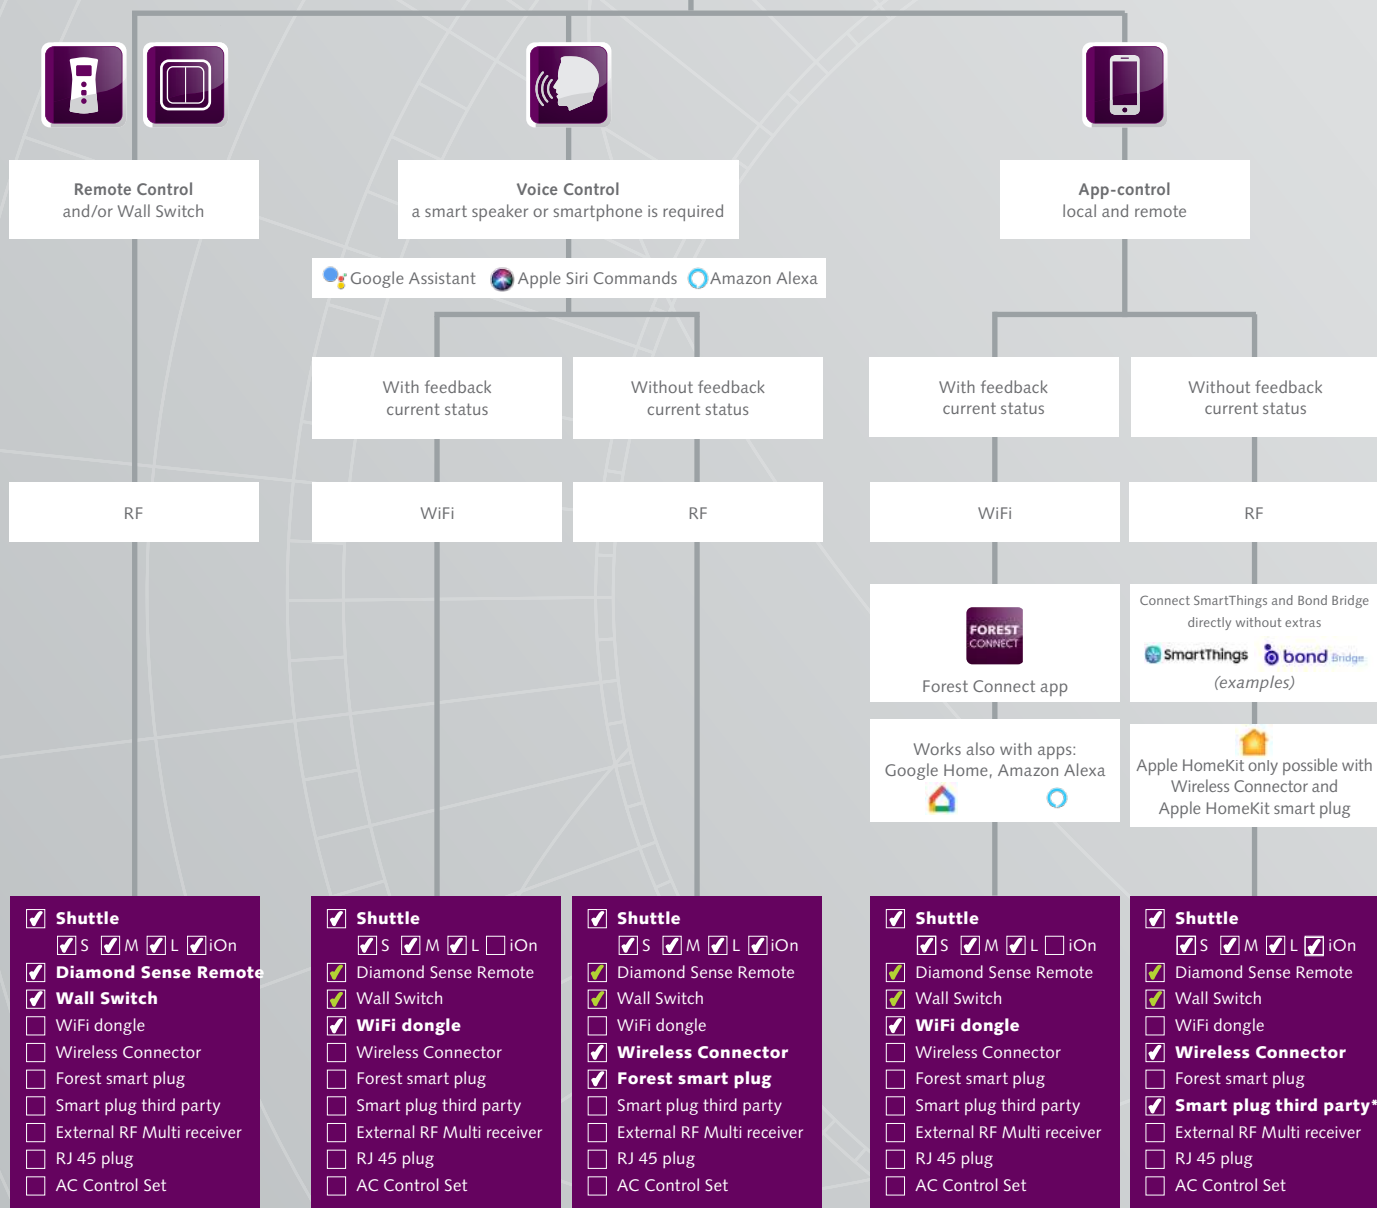 Remote Control
and/or Wall Switch
Voice Control
a smart speaker or smartphone is required
Google Assistant Apple Siri Commands Amazon Alexa
App-control
local and remote
With feedback
current status
Without feedback
current status
With feedback
current status
Without feedback
current status
RF
WiFi
RF
WiFi
RF
FOREST
CONNECT
Forest Connect app
Connect SmartThings and Bond Bridge
directly without extras
SmartThings bond Bridge
(examples)
Works also with apps:
Google Home, Amazon Alexa
Apple HomeKit only possible with
Wireless Connector and
Apple HomeKit smart plug
Shuttle
S M L iOn
Diamond Sense Remote
Wall Switch
WiFi dongle
Wireless Connector
Forest smart plug
Smart plug third party
External RF Multi receiver
RJ 45 plug
AC Control Set
Shuttle
S M L iOn
Diamond Sense Remote
Wall Switch
WiFi dongle
Wireless Connector
Forest smart plug
Smart plug third party
External RF Multi receiver
RJ 45 plug
AC Control Set
Shuttle
S M L iOn
Diamond Sense Remote
Wall Switch
WiFi dongle
Wireless Connector
Forest smart plug
Smart plug third party
External RF Multi receiver
RJ 45 plug
AC Control Set
Shuttle
S M L iOn
Diamond Sense Remote
Wall Switch
WiFi dongle
Wireless Connector
Forest smart plug
Smart plug third party
External RF Multi receiver
RJ 45 plug
AC Control Set
Shuttle
S M L iOn
Diamond Sense Remote
Wall Switch
WiFi dongle
Wireless Connector
Forest smart plug
Smart plug third party*
External RF Multi receiver
RJ 45 plug
AC Control Set